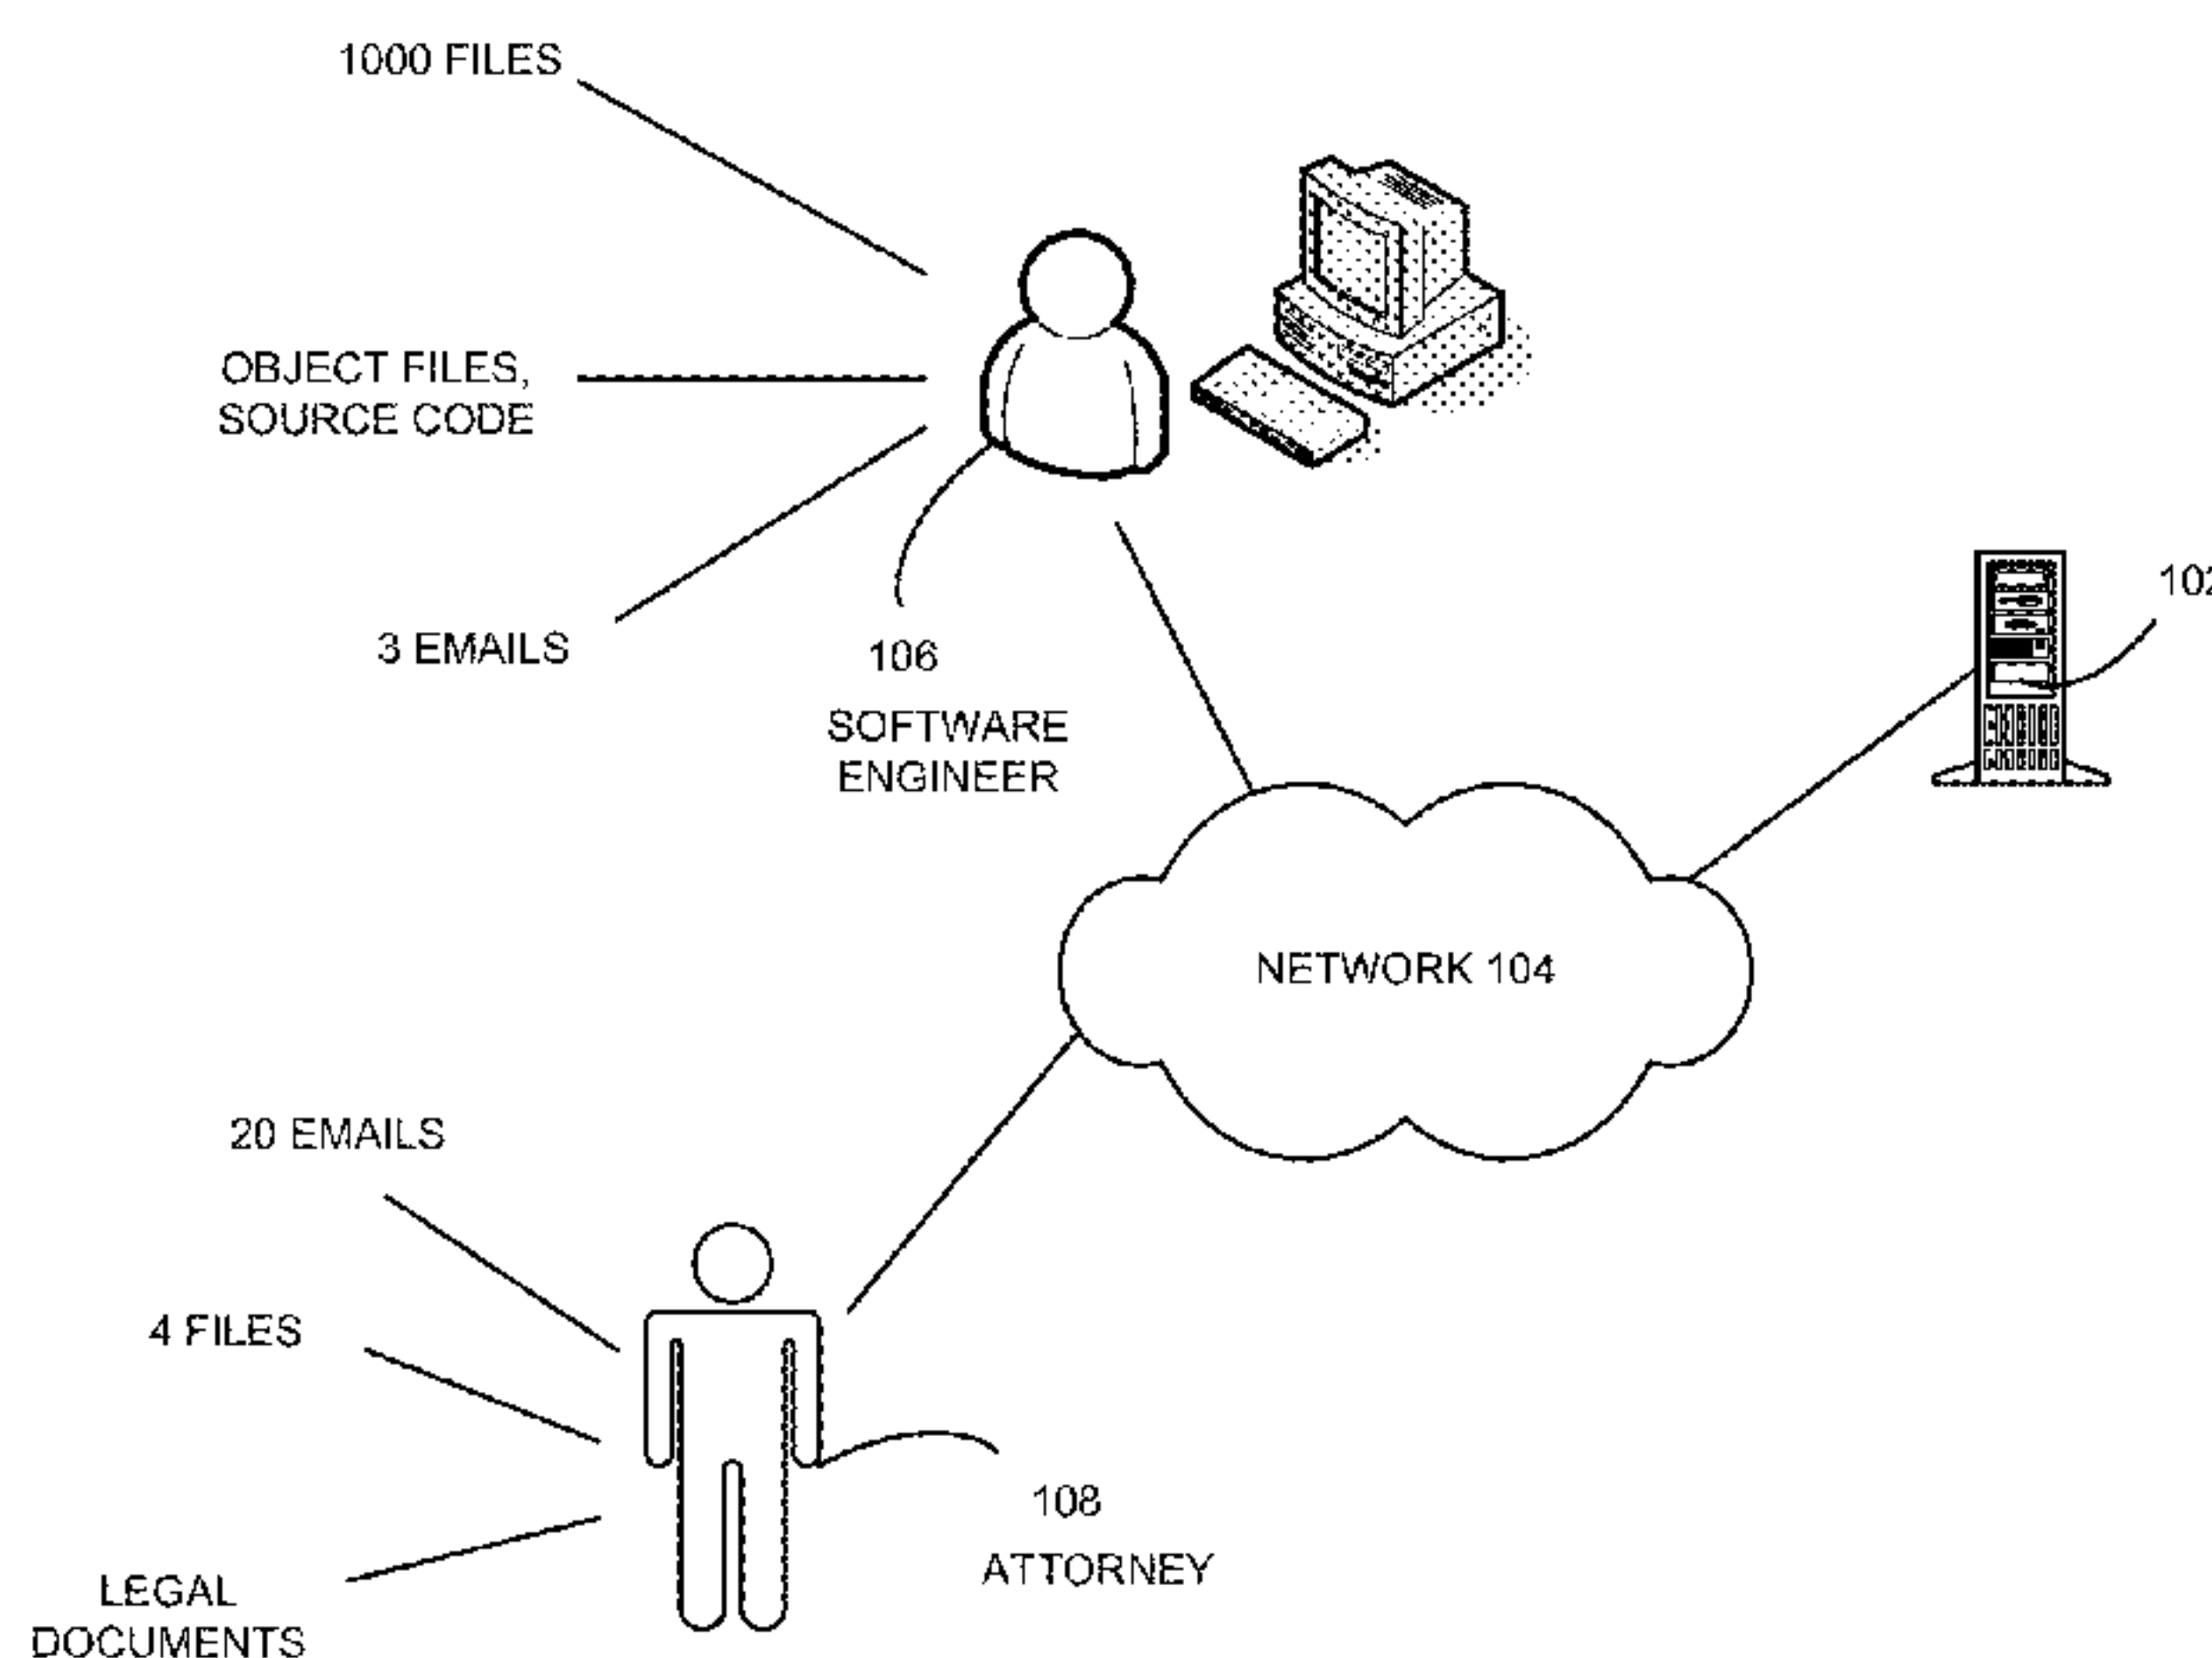 1000 FILES
OBJECT FILES,
SOURCE CODE
3 EMAILS
106
SOFTWARE
ENGINEER
102
NETWORK 104
20 EMAILS
4 FILES
108
ATTORNEY
LEGAL
DOCUMENTS